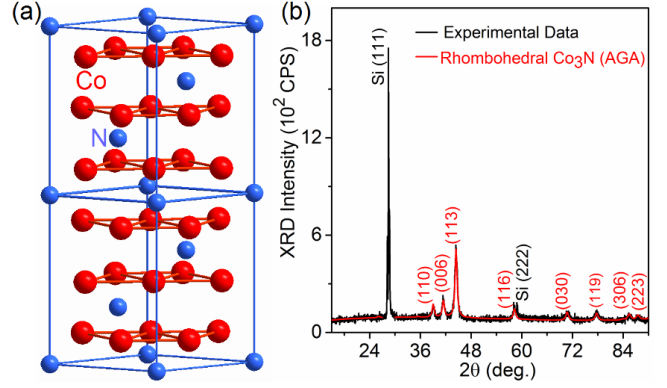 (a)
Co
N
(b)
XRD Intensity (10² CPS)
18
12
6
0
24
36
48
60
72
84
2θ (deg.)
Experimental Data
Rhombohedral Co₃N (AGA)
Si (111)
(110)
(006)
(113)
(116)
Si (222)
(030)
(119)
(306)
(223)